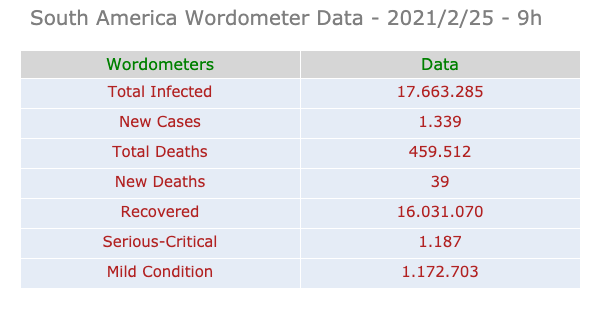 South America Wordometer Data - 2021/2/25 - 9h
Wordometers Data
Total Infected 17.663.285
New Cases 1.339
Total Deaths 459.512
New Deaths 39
Recovered 16.031.070
Serious-Critical 1.187
Mild Condition 1.172.703